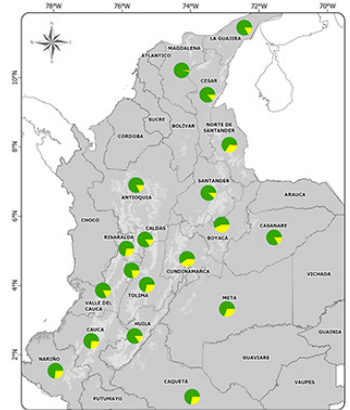 78°W 76°W 74°W 72°W 70°W
LA GUAJIRA
MAGDALENA
ATLANTICO
10°N
CESAR
SUCRE
BOLÍVAR
NORTE DE
SANTANDER
CÓRDOBA
8°N
SANTANDER
ANTIOQUIA
ARAUCA
6°N
CHOCÓ
CALDAS
BOYACÁ
CASANARE
RISARALDA
CUNDINAMARCA
VICHADA
4°N
VALLE DEL
CAUCA
TOLIMA
META
GUAINIA
CAUCA
HUILA
2°N
NARIÑO
GUAVIARE
CAQUETA
VAUPES
PUTUMAYO